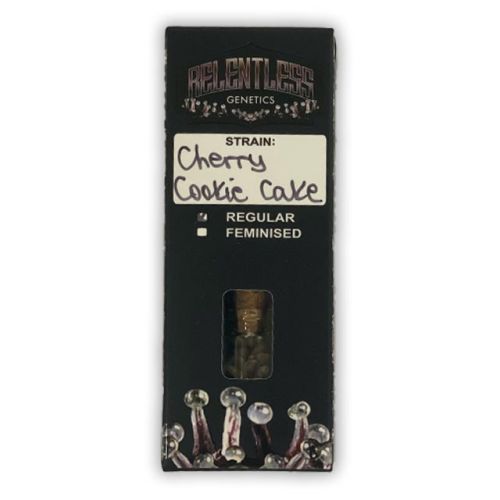 RELENTLESS
GENETICS
STRAIN:
Cherry
Cookie Cake
REGULAR
FEMINISED